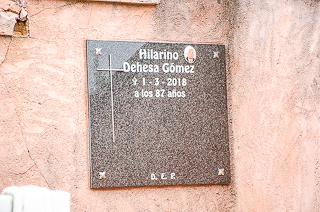 Hilarino
Dehesa Gómez
✞ 1 - 3 - 2018
a los 87 años
D. E. P.